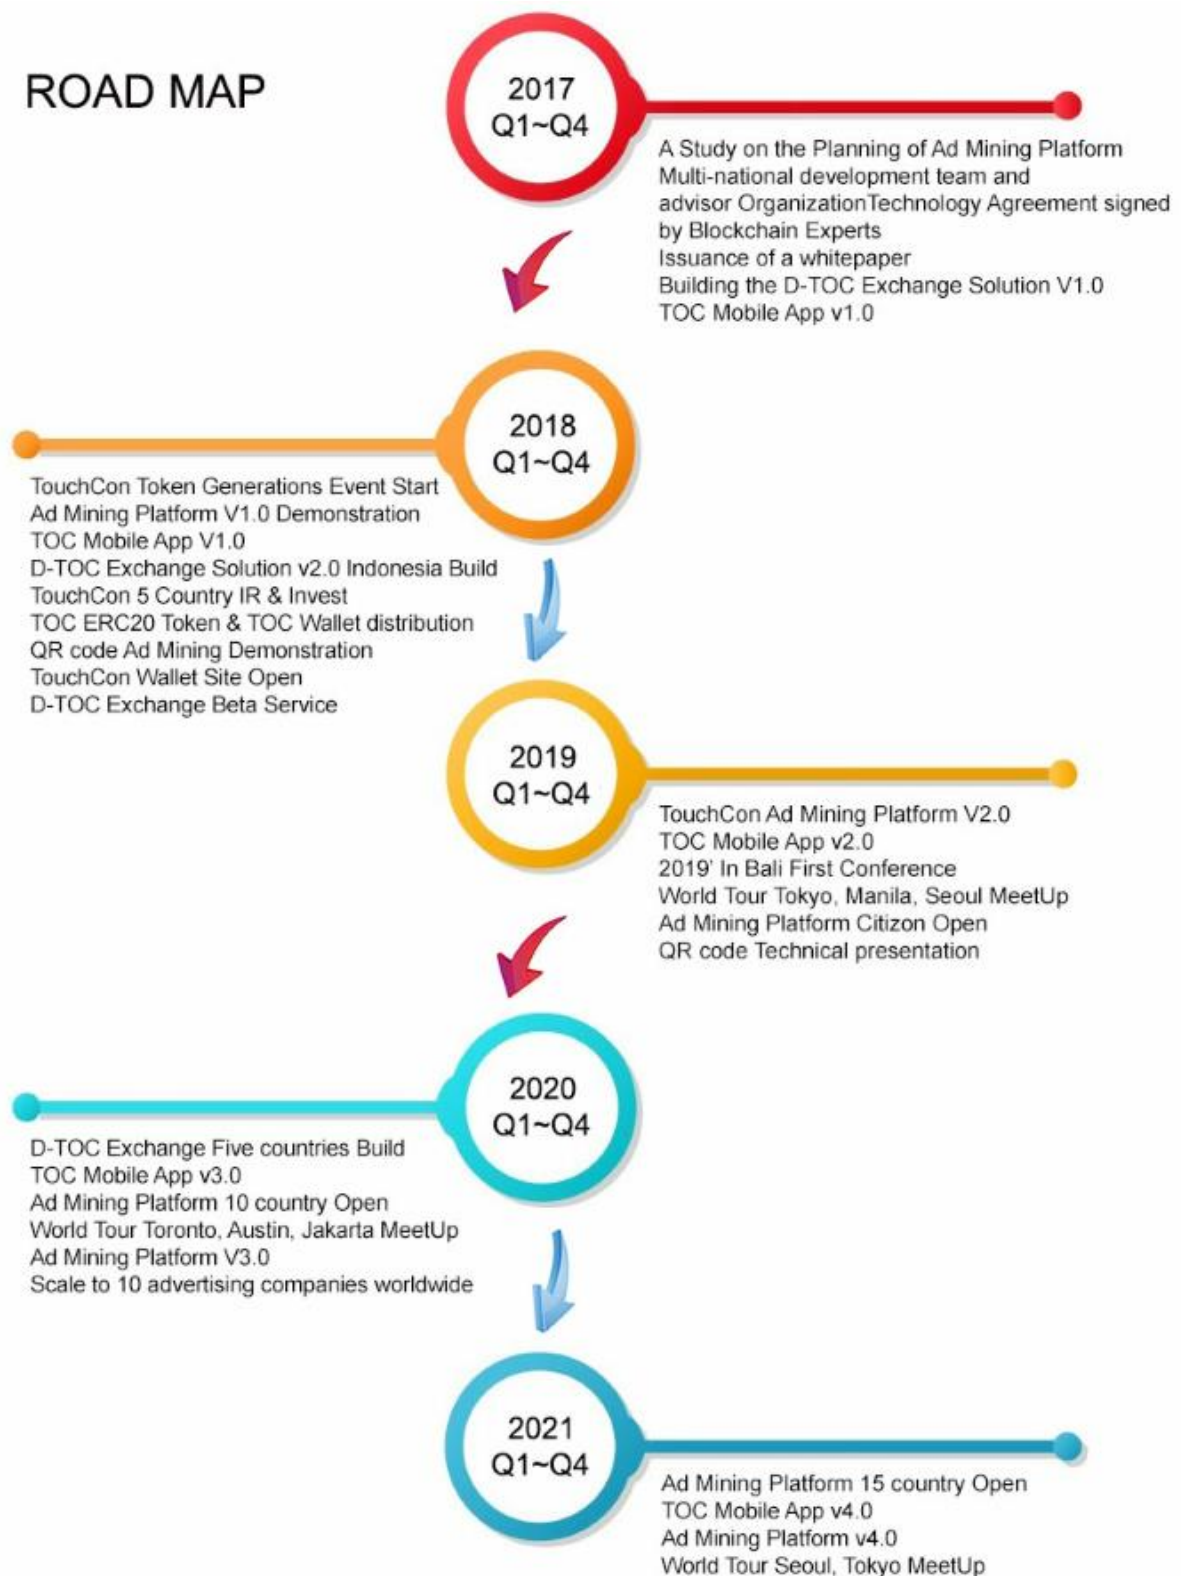 ROAD MAP
2017
Q1~Q4
A Study on the Planning of Ad Mining Platform
Multi-national development team and
advisor OrganizationTechnology Agreement signed
by Blockchain Experts
Issuance of a whitepaper
Building the D-TOC Exchange Solution V1.0
TOC Mobile App v1.0
2018
Q1~Q4
TouchCon Token Generations Event Start
Ad Mining Platform V1.0 Demonstration
TOC Mobile App V1.0
D-TOC Exchange Solution v2.0 Indonesia Build
TouchCon 5 Country IR & Invest
TOC ERC20 Token & TOC Wallet distribution
QR code Ad Mining Demonstration
TouchCon Wallet Site Open
D-TOC Exchange Beta Service
2019
Q1~Q4
TouchCon Ad Mining Platform V2.0
TOC Mobile App v2.0
2019' In Bali First Conference
World Tour Tokyo, Manila, Seoul MeetUp
Ad Mining Platform Citizon Open
QR code Technical presentation
2020
Q1~Q4
D-TOC Exchange Five countries Build
TOC Mobile App v3.0
Ad Mining Platform 10 country Open
World Tour Toronto, Austin, Jakarta MeetUp
Ad Mining Platform V3.0
Scale to 10 advertising companies worldwide
2021
Q1~Q4
Ad Mining Platform 15 country Open
TOC Mobile App v4.0
Ad Mining Platform v4.0
World Tour Seoul, Tokyo MeetUp